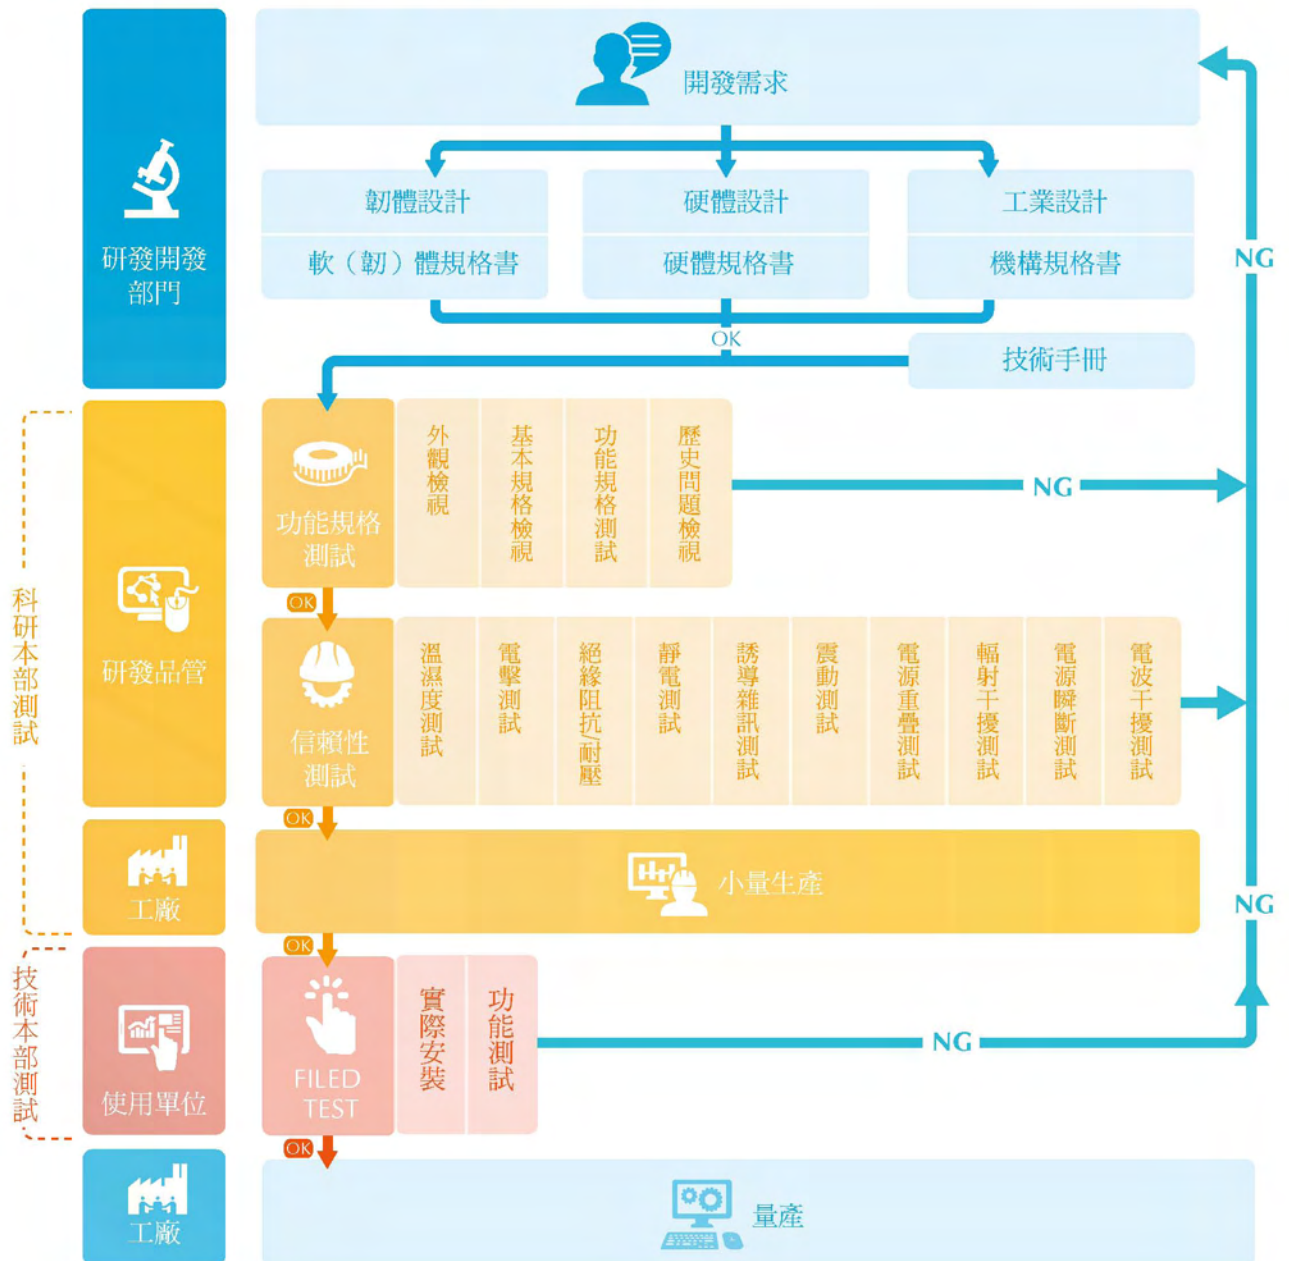 開發需求
研發開發
部門
韌體設計
硬體設計
工業設計
軟（韌）體規格書
硬體規格書
機構規格書
NG
OK
技術手冊
科研本部測試
研發品管
功能規格
測試
外觀檢視
基本規格檢視
功能規格測試
歷史問題檢視
NG
OK
信賴性
測試
溫濕度測試
電擊測試
絕緣阻抗/耐壓
靜電測試
誘導雜訊測試
震動測試
電源重疊測試
輻射干擾測試
電源瞬斷測試
電波干擾測試
OK
工廠
小量生產
NG
OK
技術本部測試
使用單位
FILED
TEST
實際安裝
功能測試
NG
OK
工廠
量產